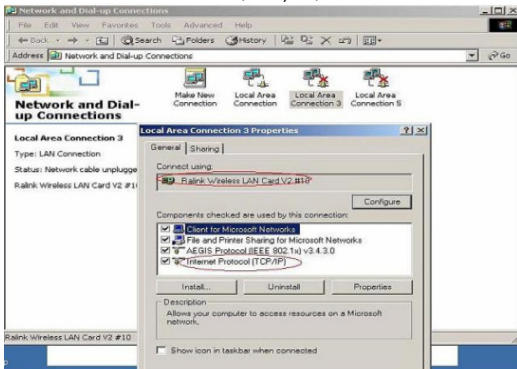 Network and Dial-up Connections
File Edit View Favorites Tools Advanced Help
Back Search Folders History
Address Network and Dial-up Connections Go
Network and Dial-
up Connections
Make New
Connection
Local Area
Connection
Local Area
Connection 3
Local Area
Connection 5
Local Area Connection 3
Type: LAN Connection
Status: Network cable unplugge
Ralink Wireless LAN Card V2 #1
Local Area Connection 3 Properties
General Sharing
Connect using:
Ralink Wireless LAN Card V2 #10
Configure
Components checked are used by this connection:
Client for Microsoft Networks
File and Printer Sharing for Microsoft Networks
AEGIS Protocol (IEEE 802.1x) v3.4.3.0
Internet Protocol (TCP/IP)
Install... Uninstall Properties
Description
Allows your computer to access resources on a Microsoft
network.
Show icon in taskbar when connected
Ralink Wireless LAN Card V2 #10